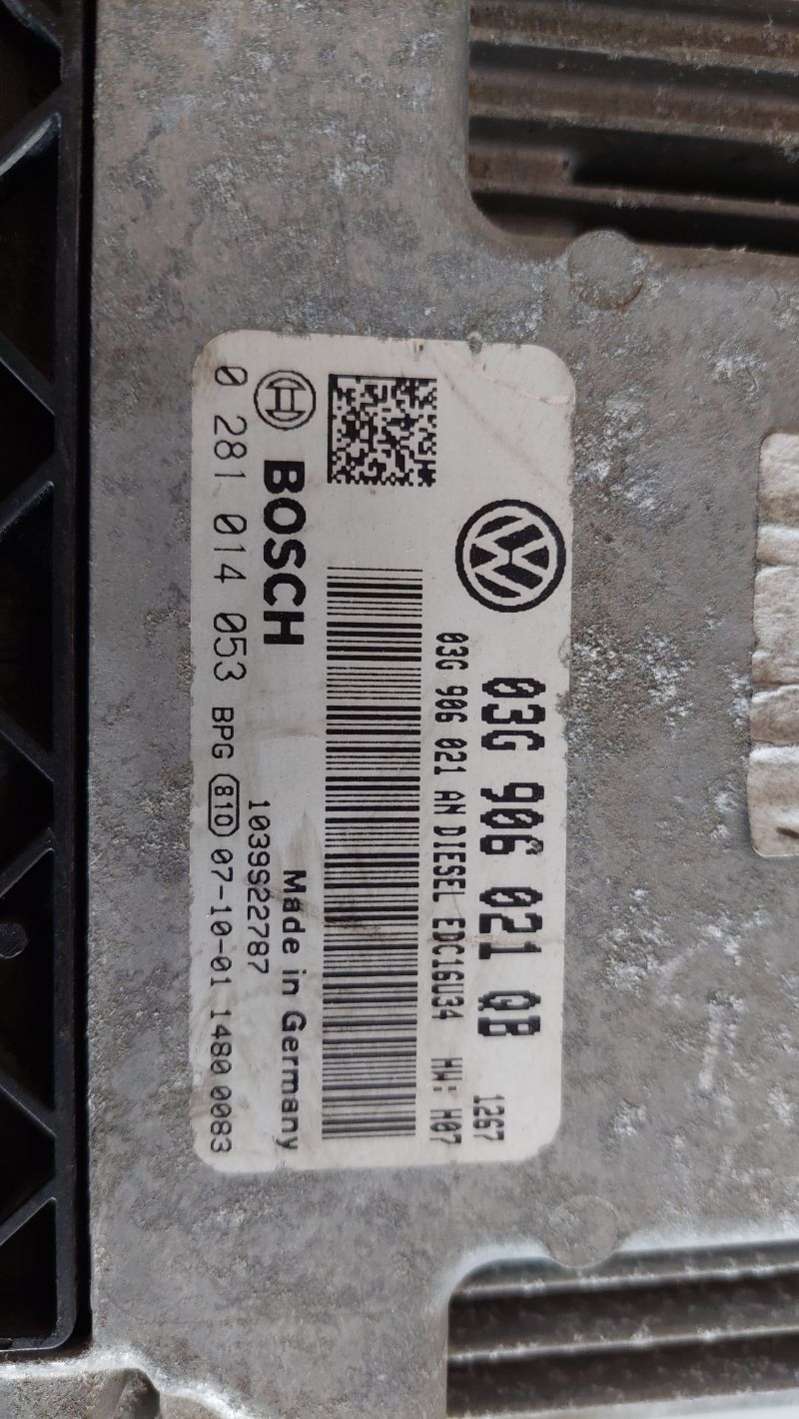 03G 906 021 QB 1267
03G 906 021 AN DIESEL EDC16U34 HW: H07
BOSCH
Made in Germany
1039S22787
0 281 014 053 BPG 81D 07-10-01 1480 0083